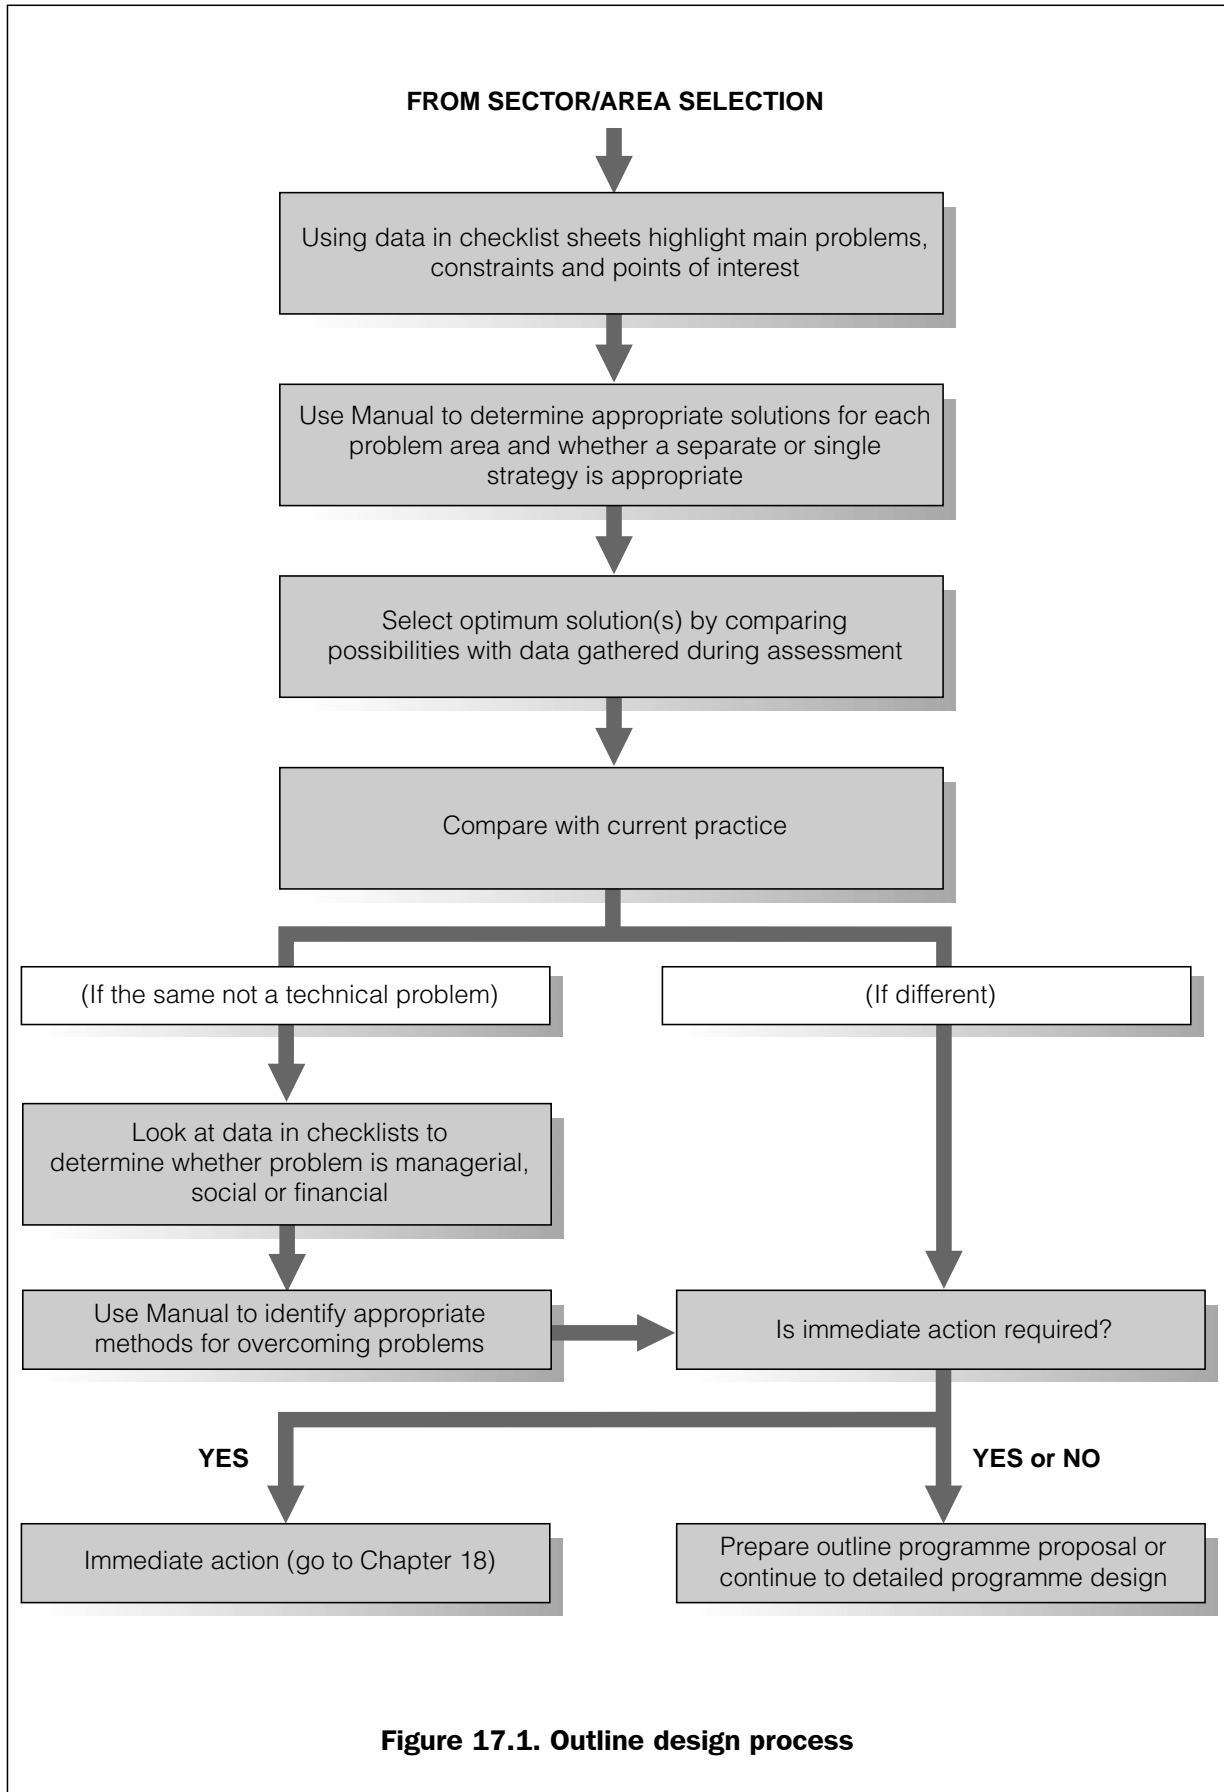 FROM SECTOR/AREA SELECTION
Using data in checklist sheets highlight main problems,
constraints and points of interest
Use Manual to determine appropriate solutions for each
problem area and whether a separate or single
strategy is appropriate
Select optimum solution(s) by comparing
possibilities with data gathered during assessment
Compare with current practice
(If the same not a technical problem)
(If different)
Look at data in checklists to
determine whether problem is managerial,
social or financial
Use Manual to identify appropriate
methods for overcoming problems
Is immediate action required?
YES
YES or NO
Immediate action (go to Chapter 18)
Prepare outline programme proposal or
continue to detailed programme design
Figure 17.1. Outline design process